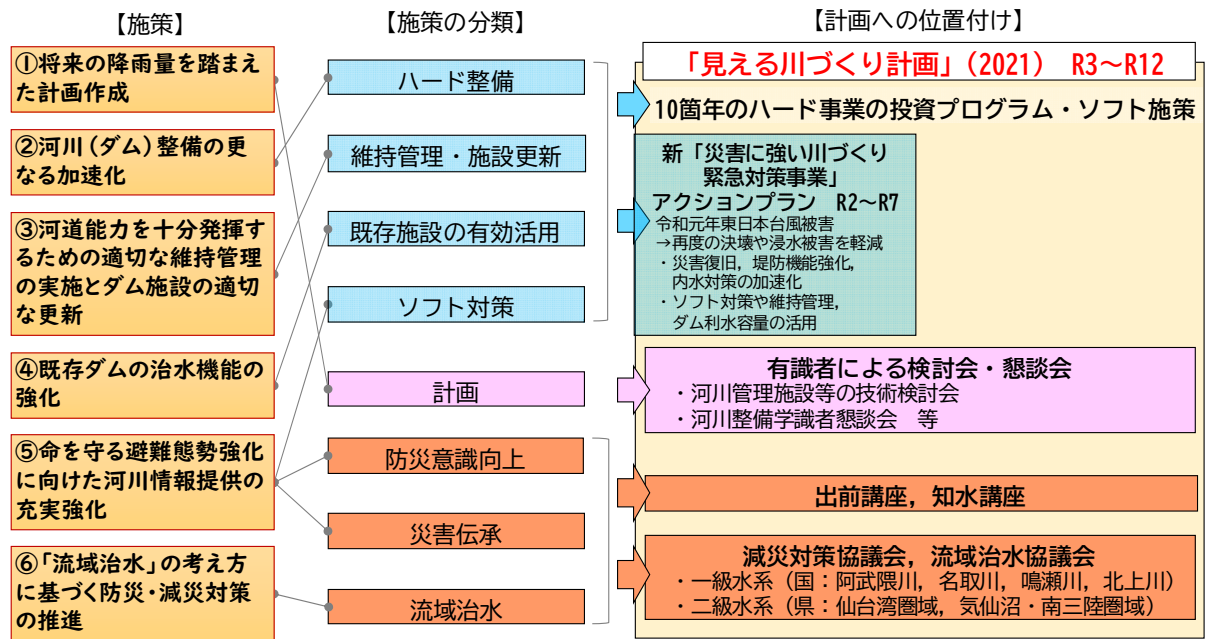 【施策】
①将来の降雨量を踏まえ
た計画作成
②河川（ダム）整備の更
なる加速化
③河道能力を十分発揮す
るための適切な維持管理
の実施とダム施設の適切
な更新
④既存ダムの治水機能の
強化
⑤命を守る避難態勢強化
に向けた河川情報提供の
充実強化
⑥「流域治水」の考え方
に基づく防災・減災対策
の推進
【施策の分類】
ハード整備
維持管理・施設更新
既存施設の有効活用
ソフト対策
計画
防災意識向上
災害伝承
流域治水
【計画への位置付け】
「見える川づくり計画」（2021） R3～R12
10箇年のハード事業の投資プログラム・ソフト施策
新「災害に強い川づくり
緊急対策事業」
アクションプラン R2～R7
令和元年東日本台風被害
→再度の決壊や浸水被害を軽減
・災害復旧，堤防機能強化，
内水対策の加速化
・ソフト対策や維持管理，
ダム利水容量の活用
有識者による検討会・懇談会
・河川管理施設等の技術検討会
・河川整備学識者懇談会 等
出前講座，知水講座
減災対策協議会，流域治水協議会
・一級水系（国：阿武隈川，名取川，鳴瀬川，北上川）
・二級水系（県：仙台湾圏域，気仙沼・南三陸圏域）